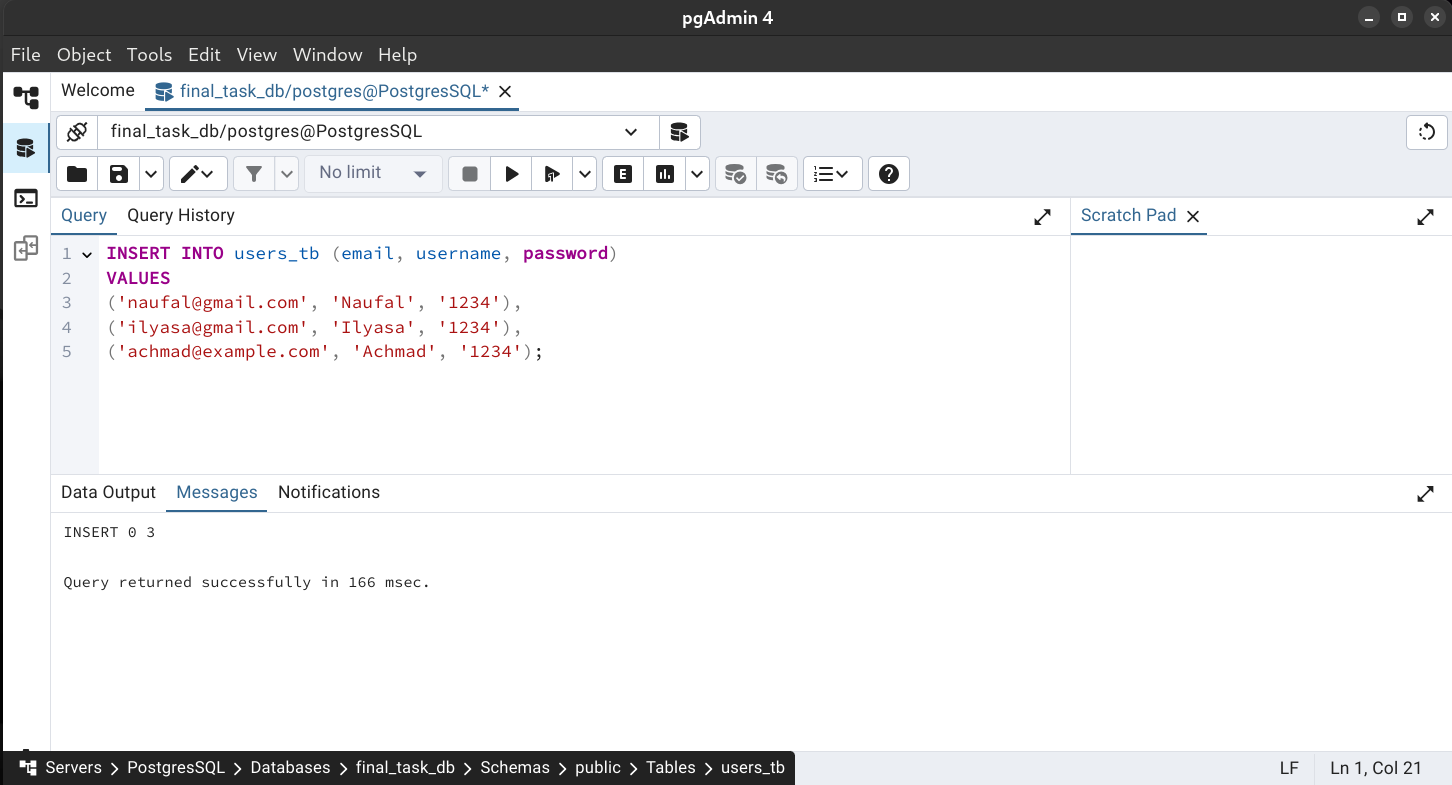 pgAdmin 4
File Object Tools Edit View Window Help
Welcome final_task_db/postgres@PostgresSQL*
final_task_db/postgres@PostgresSQL
No limit E
Query Query History Scratch Pad
1 INSERT INTO users_tb (email, username, password)
2 VALUES
3 ('naufal@gmail.com', 'Naufal', '1234'),
4 ('ilyasa@gmail.com', 'Ilyasa', '1234'),
5 ('achmad@example.com', 'Achmad', '1234');
Data Output Messages Notifications
INSERT 0 3
Query returned successfully in 166 msec.
Servers > PostgresSQL > Databases > final_task_db > Schemas > public > Tables > users_tb LF Ln 1, Col 21